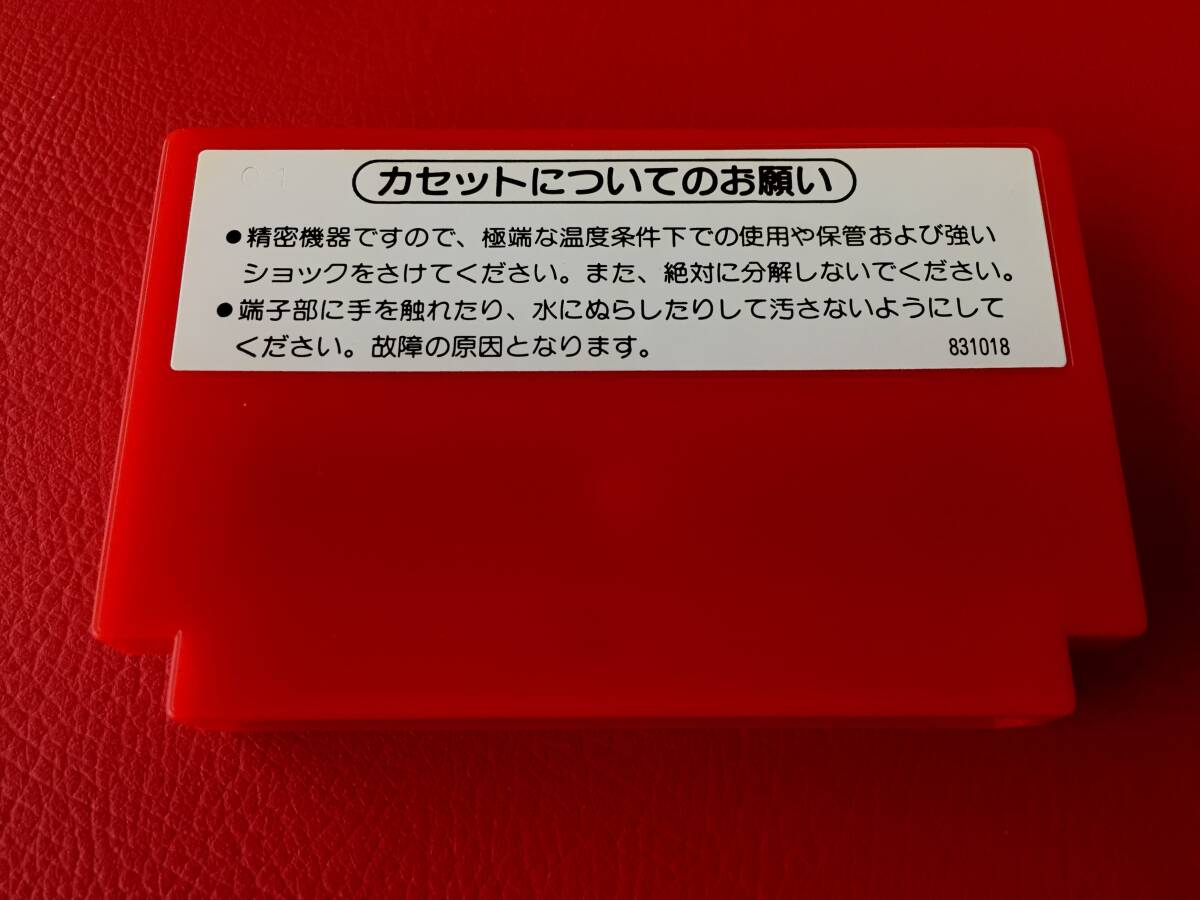 カセットについてのお願い
●精密機器ですので、極端な温度条件下での使用や保管および強い
ショックをさけてください。また、絶対に分解しないでください。
●端子部に手を触れたり、水にぬらしたりして汚さないようにして
ください。故障の原因となります。 831018